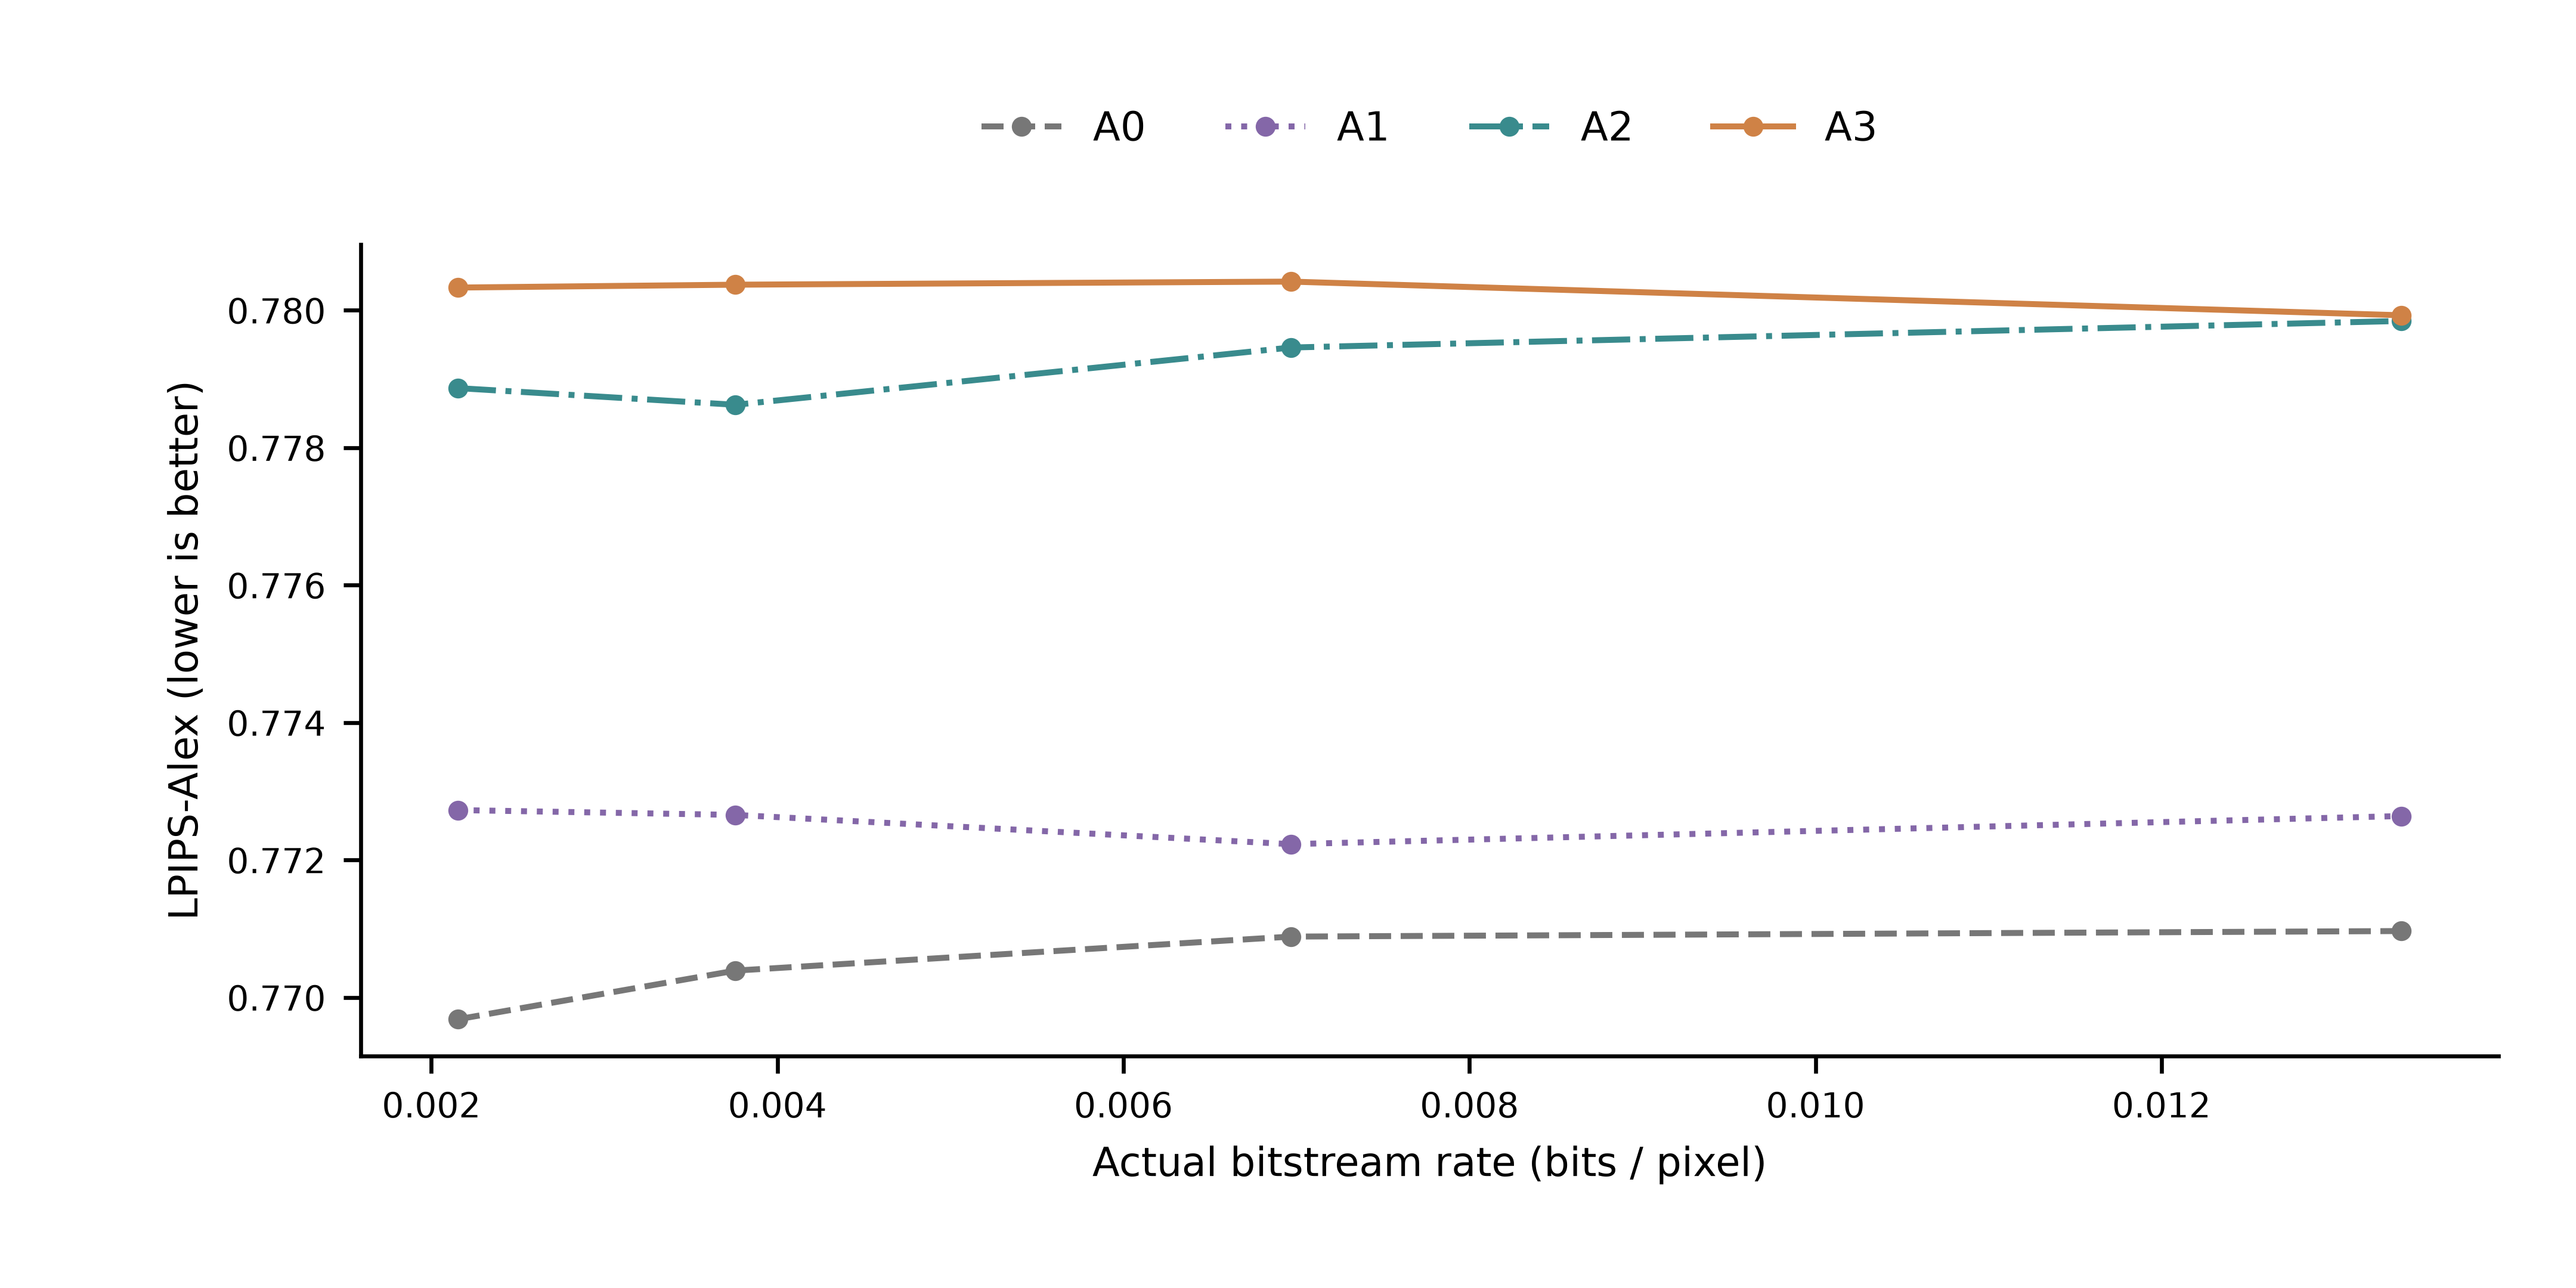 A0 A1 A2 A3
LPIPS-Alex (lower is better)
0.780
0.778
0.776
0.774
0.772
0.770
0.002 0.004 0.006 0.008 0.010 0.012
Actual bitstream rate (bits / pixel)